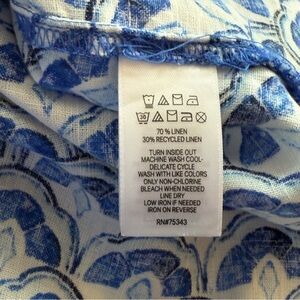 30
70 % LINEN
30% RECYCLED LINEN
TURN INSIDE OUT
MACHINE WASH COOL-
DELICATE CYCLE
WASH WITH LIKE COLORS
ONLY NON-CHLORINE
BLEACH WHEN NEEDED
LINE DRY
LOW IRON IF NEEDED
IRON ON REVERSE
RN#75343